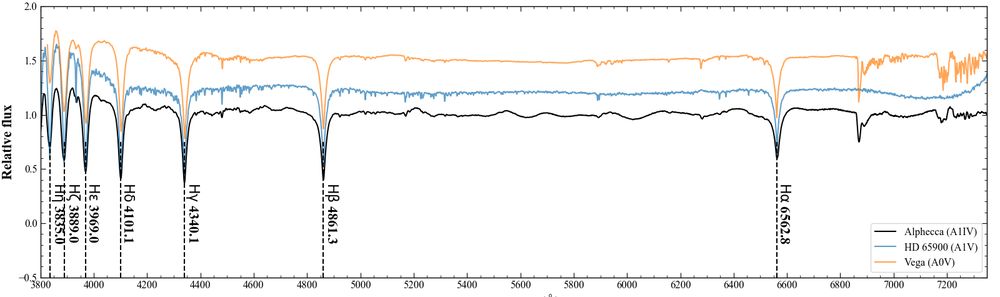 2.0
1.5
1.0
0.5
0.0
−0.5
Relative flux
Hη 3835.0
Hζ 3889.0
Hε 3969.0
Hδ 4101.1
Hγ 4340.1
Hβ 4861.3
Hα 6562.8
Alphecca (A1IV)
HD 65900 (A1V)
Vega (A0V)
3800 4000 4200 4400 4600 4800 5000 5200 5400 5600 5800 6000 6200 6400 6600 6800 7000 7200